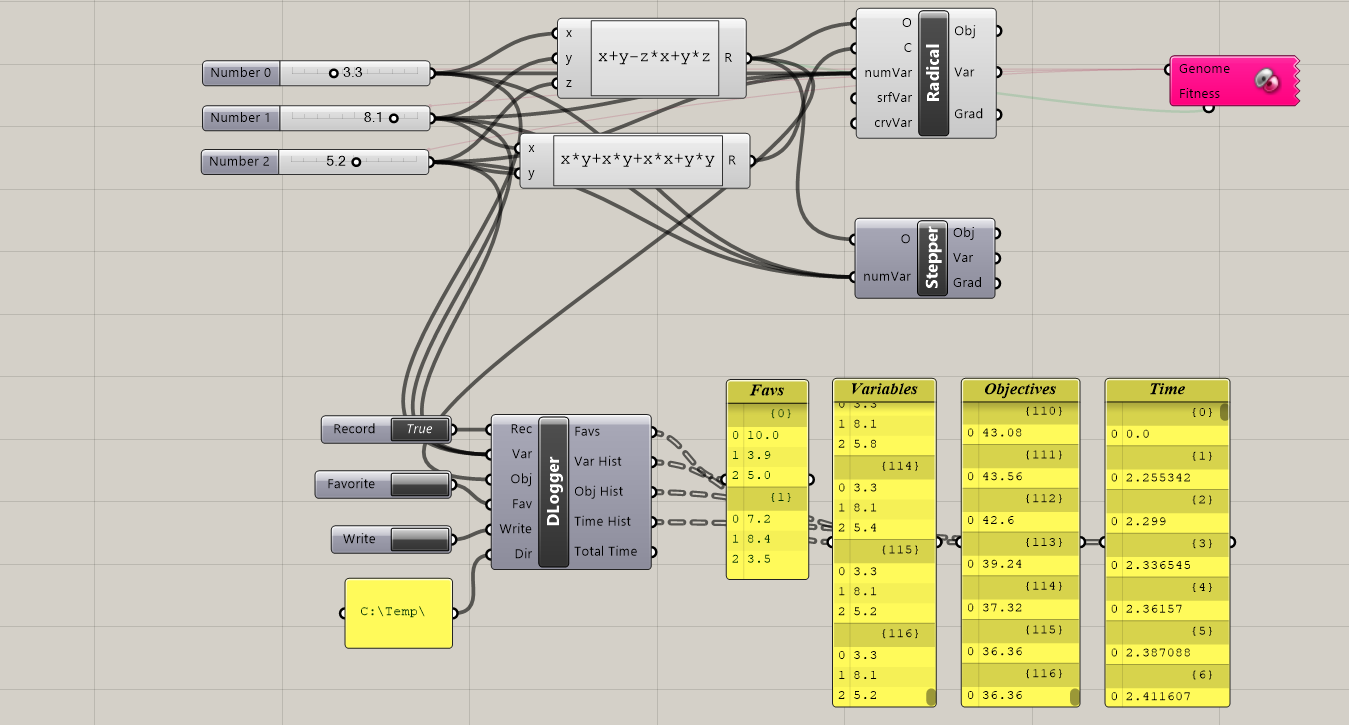 Number 0 3.3
Number 1 8.1
Number 2 5.2
x
y
z
x+y-z*x+y*z
R
x
y
x*y+x*y+x*x+y*y
R
O
C
numVar
srfVar
crvVar
Radical
Obj
Var
Grad
Genome
Fitness
O
numVar
Stepper
Obj
Var
Grad
Record True
Favorite
Write
C:\Temp\
Rec
Var
Obj
Fav
Write
Dir
DLogger
Favs
Var Hist
Obj Hist
Time Hist
Total Time
Favs
{0}
0 10.0
1 3.9
2 5.0
{1}
0 7.2
1 8.4
2 3.5
Variables
0 3.3
1 8.1
2 5.8
{114}
0 3.3
1 8.1
2 5.4
{115}
0 3.3
1 8.1
2 5.2
{116}
0 3.3
1 8.1
2 5.2
Objectives
{110}
0 43.08
{111}
0 43.56
{112}
0 42.6
{113}
0 39.24
{114}
0 37.32
{115}
0 36.36
{116}
0 36.36
Time
{0}
0 0.0
{1}
0 2.255342
{2}
0 2.299
{3}
0 2.336545
{4}
0 2.36157
{5}
0 2.387088
{6}
0 2.411607